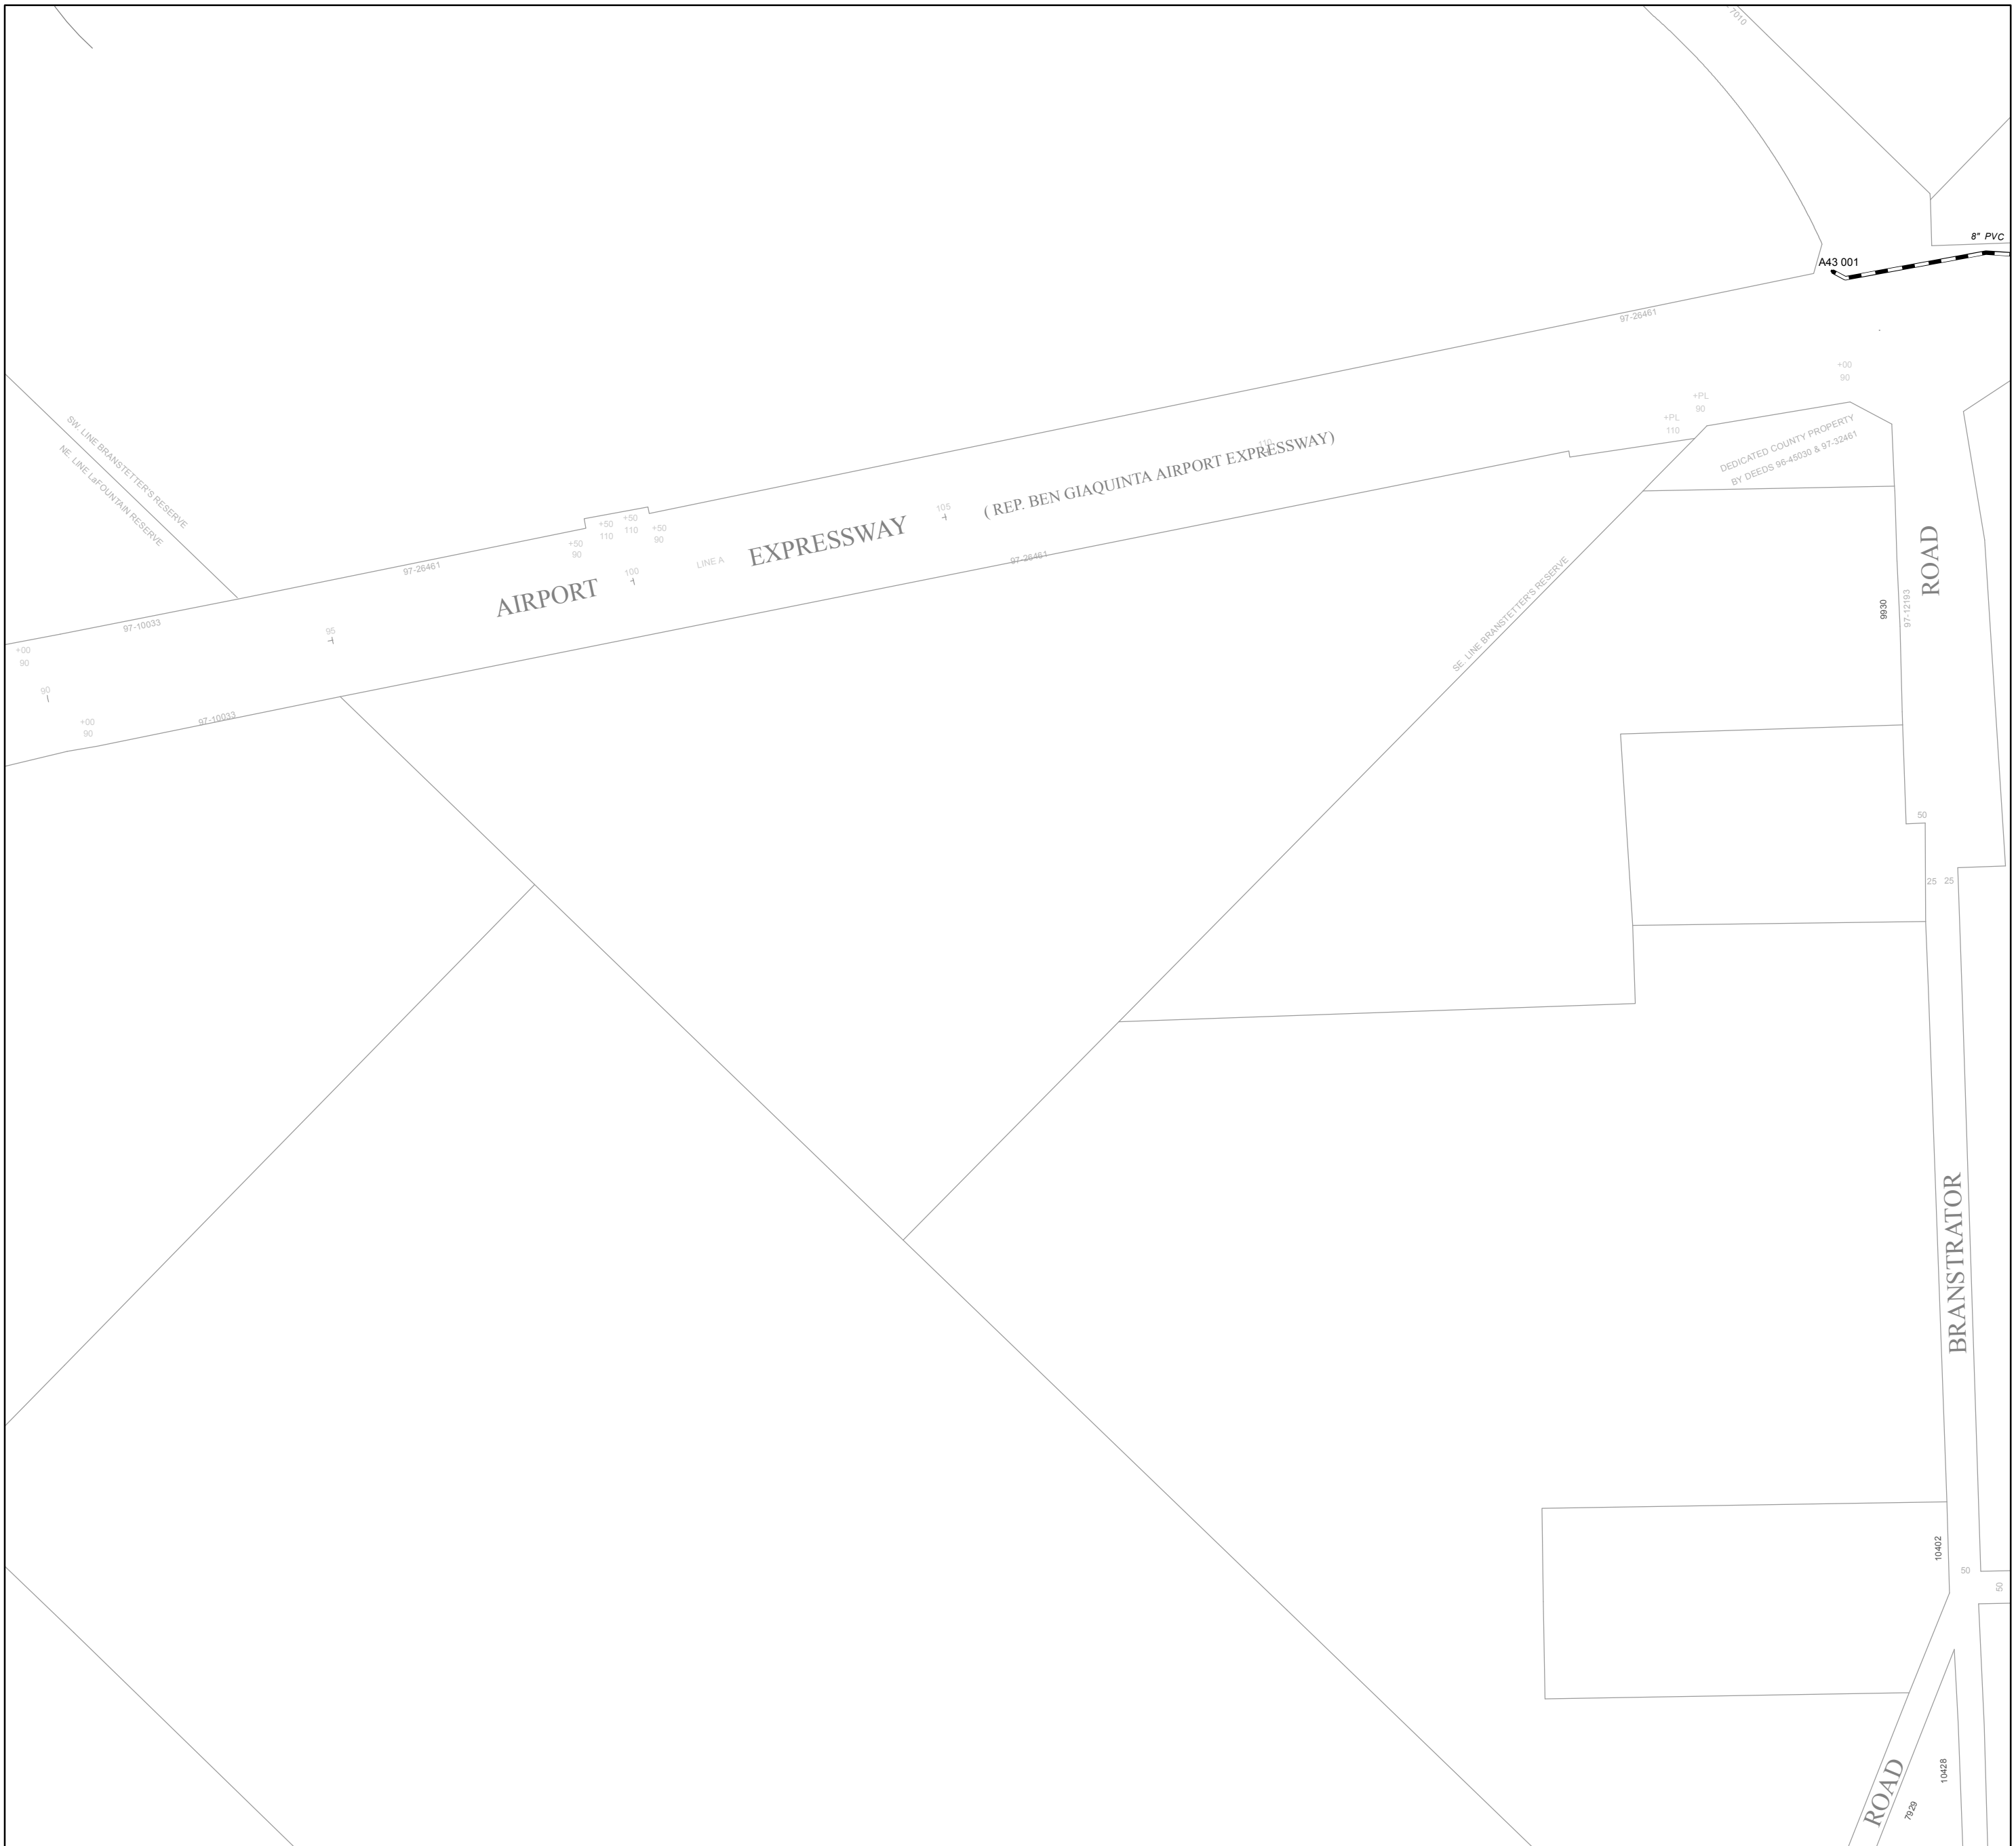 7010
8" PVC
A43 001
97-26461
+00
90
+PL
90
+PL
110
DEDICATED COUNTY PROPERTY
BY DEEDS 96-45030 & 97-32461
SW. LINE BRANSTETTER'S RESERVE
NE. LINE LaFOUNTAIN RESERVE
110
( REP. BEN GIAQUINTA AIRPORT EXPRESSWAY)
105
EXPRESSWAY
LINE A
+50
110
+50
110
+50
90
+50
90
97-26461
97-26461
100
AIRPORT
SE. LINE BRANSTETTER'S RESERVE
ROAD
9930
97-12193
97-10033
95
+00
90
90
97-10033
+00
90
50
25 25
BRANSTRATOR
10402
50
50
ROAD
7929
10428